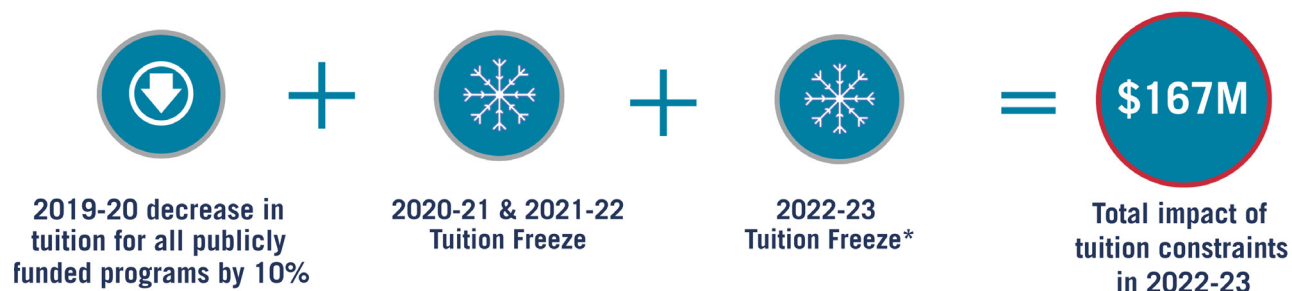 2019-20 decrease in
tuition for all publicly
funded programs by 10%
+
2020-21 & 2021-22
Tuition Freeze
+
2022-23
Tuition Freeze*
=
$167M
Total impact of
tuition constraints
in 2022-23